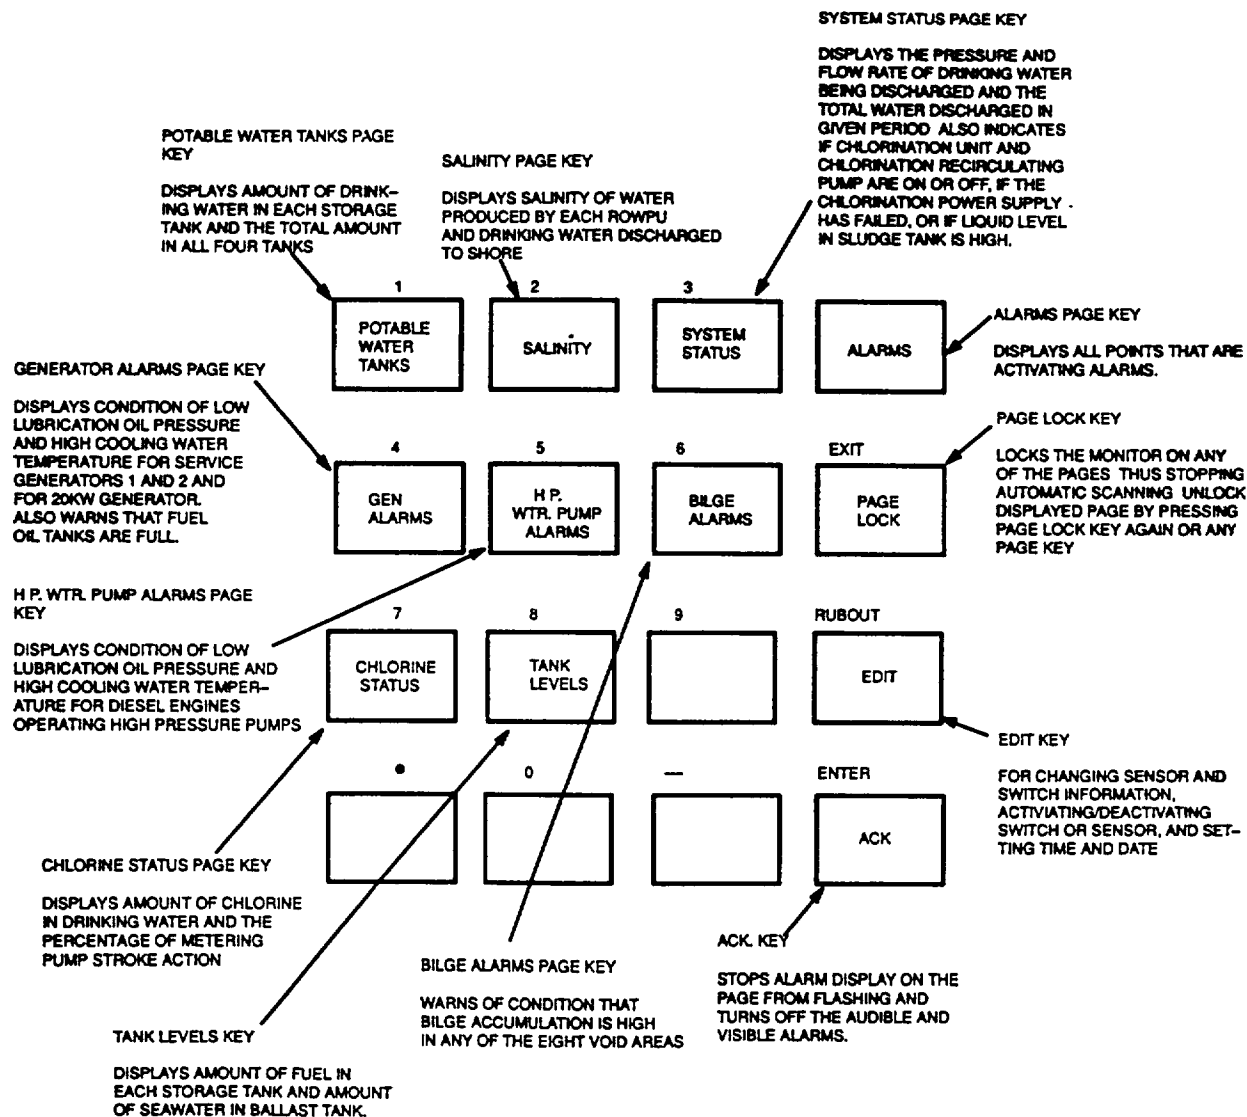 SYSTEM STATUS PAGE KEY
DISPLAYS THE PRESSURE AND
FLOW RATE OF DRINKING WATER
BEING DISCHARGED AND THE
TOTAL WATER DISCHARGED IN
GIVEN PERIOD ALSO INDICATES
IF CHLORINATION UNIT AND
CHLORINATION RECIRCULATING
PUMP ARE ON OR OFF, IF THE
CHLORINATION POWER SUPPLY
HAS FAILED, OR IF LIQUID LEVEL
IN SLUDGE TANK IS HIGH.
POTABLE WATER TANKS PAGE
KEY
DISPLAYS AMOUNT OF DRINK-
ING WATER IN EACH STORAGE
TANK AND THE TOTAL AMOUNT
IN ALL FOUR TANKS
SALINITY PAGE KEY
DISPLAYS SALINITY OF WATER
PRODUCED BY EACH ROWPU
AND DRINKING WATER DISCHARGED
TO SHORE
1
POTABLE
WATER
TANKS
2
SALINITY
3
SYSTEM
STATUS
ALARMS
ALARMS PAGE KEY
DISPLAYS ALL POINTS THAT ARE
ACTIVATING ALARMS.
GENERATOR ALARMS PAGE KEY
DISPLAYS CONDITION OF LOW
LUBRICATION OIL PRESSURE
AND HIGH COOLING WATER
TEMPERATURE FOR SERVICE
GENERATORS 1 AND 2 AND
FOR 20KW GENERATOR.
ALSO WARNS THAT FUEL
OIL TANKS ARE FULL.
4
GEN
ALARMS
5
H P.
WTR. PUMP
ALARMS
6
BILGE
ALARMS
EXIT
PAGE
LOCK
PAGE LOCK KEY
LOCKS THE MONITOR ON ANY
OF THE PAGES THUS STOPPING
AUTOMATIC SCANNING UNLOCK
DISPLAYED PAGE BY PRESSING
PAGE LOCK KEY AGAIN OR ANY
PAGE KEY
H P. WTR. PUMP ALARMS PAGE
KEY
DISPLAYS CONDITION OF LOW
LUBRICATION OIL PRESSURE AND
HIGH COOLING WATER TEMPER-
ATURE FOR DIESEL ENGINES
OPERATING HIGH PRESSURE PUMPS
7
CHLORINE
STATUS
8
TANK
LEVELS
9
RUBOUT
EDIT
EDIT KEY
FOR CHANGING SENSOR AND
SWITCH INFORMATION,
ACTIVIATING/DEACTIVATING
SWITCH OR SENSOR, AND SET-
TING TIME AND DATE
●
0
—
ENTER
ACK
CHLORINE STATUS PAGE KEY
DISPLAYS AMOUNT OF CHLORINE
IN DRINKING WATER AND THE
PERCENTAGE OF METERING
PUMP STROKE ACTION
TANK LEVELS KEY
DISPLAYS AMOUNT OF FUEL IN
EACH STORAGE TANK AND AMOUNT
OF SEAWATER IN BALLAST TANK.
BILGE ALARMS PAGE KEY
WARNS OF CONDITION THAT
BILGE ACCUMULATION IS HIGH
IN ANY OF THE EIGHT VOID AREAS
ACK. KEY
STOPS ALARM DISPLAY ON THE
PAGE FROM FLASHING AND
TURNS OFF THE AUDIBLE AND
VISIBLE ALARMS.